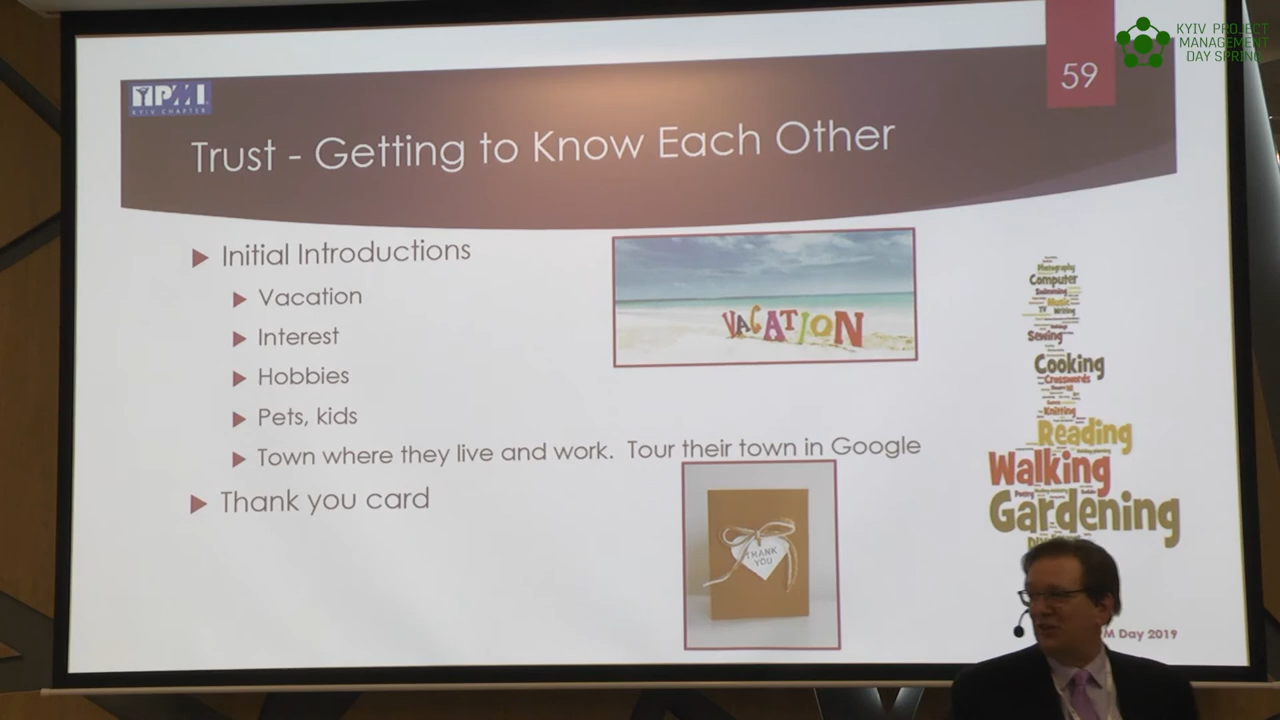 KYIV PROJECT
MANAGEMENT
DAY SPRING
59
PMI
KYIV CHAPTER
Trust - Getting to Know Each Other
Initial Introductions
Vacation
Interest
Hobbies
Pets, kids
Town where they live and work. Tour their town in Google
Thank you card
VACATION
THANK
YOU
Photography
Computer
Swimming
Music
TV Writing
Sewing
Cooking
Crosswords
Knitting
Reading
Walking
Poetry
Gardening
M Day 2019